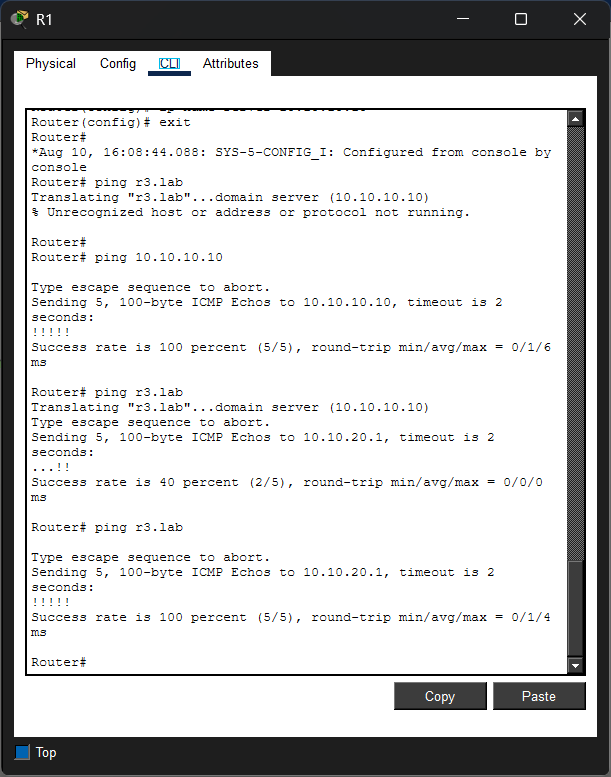 R1
Physical Config CLI Attributes
Router(config)# exit
Router#
*Aug 10, 16:08:44.088: SYS-5-CONFIG_I: Configured from console by
console
Router# ping r3.lab
Translating "r3.lab"...domain server (10.10.10.10)
% Unrecognized host or address or protocol not running.
Router#
Router# ping 10.10.10.10
Type escape sequence to abort.
Sending 5, 100-byte ICMP Echos to 10.10.10.10, timeout is 2
seconds:
!!!!!
Success rate is 100 percent (5/5), round-trip min/avg/max = 0/1/6
ms
Router# ping r3.lab
Translating "r3.lab"...domain server (10.10.10.10)
Type escape sequence to abort.
Sending 5, 100-byte ICMP Echos to 10.10.20.1, timeout is 2
seconds:
...!!
Success rate is 40 percent (2/5), round-trip min/avg/max = 0/0/0
ms
Router# ping r3.lab
Type escape sequence to abort.
Sending 5, 100-byte ICMP Echos to 10.10.20.1, timeout is 2
seconds:
!!!!!
Success rate is 100 percent (5/5), round-trip min/avg/max = 0/1/4
ms
Router#
Copy Paste
Top